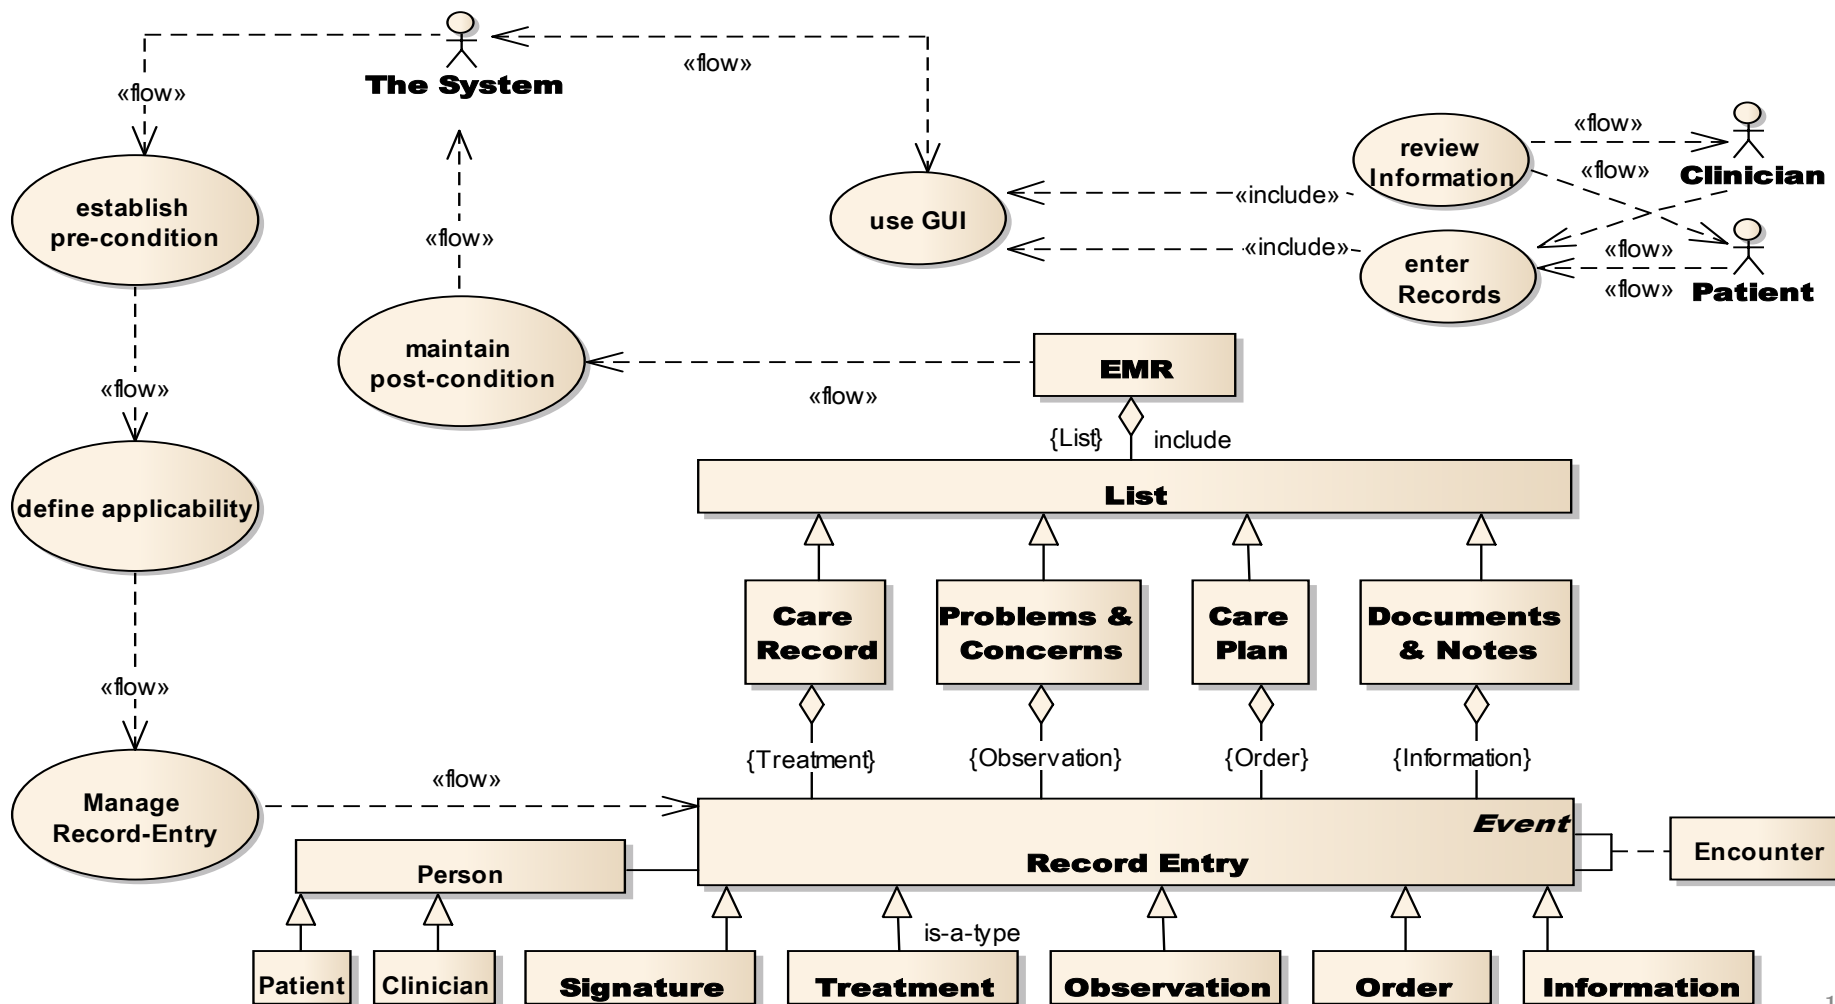 The System
«flow»
«flow»
establish
pre-condition
«flow»
use GUI
review
Information
«flow»
Clinician
«flow»
«include»
«include»
enter
Records
«flow»
«flow»
Patient
maintain
post-condition
«flow»
EMR
«flow»
{List}
include
List
define applicability
Care
Record
Problems &
Concerns
Care
Plan
Documents
& Notes
«flow»
{Treatment}
{Observation}
{Order}
{Information}
Manage
Record-Entry
«flow»
Event
Record Entry
Encounter
Person
is-a-type
Patient
Clinician
Signature
Treatment
Observation
Order
Information
1